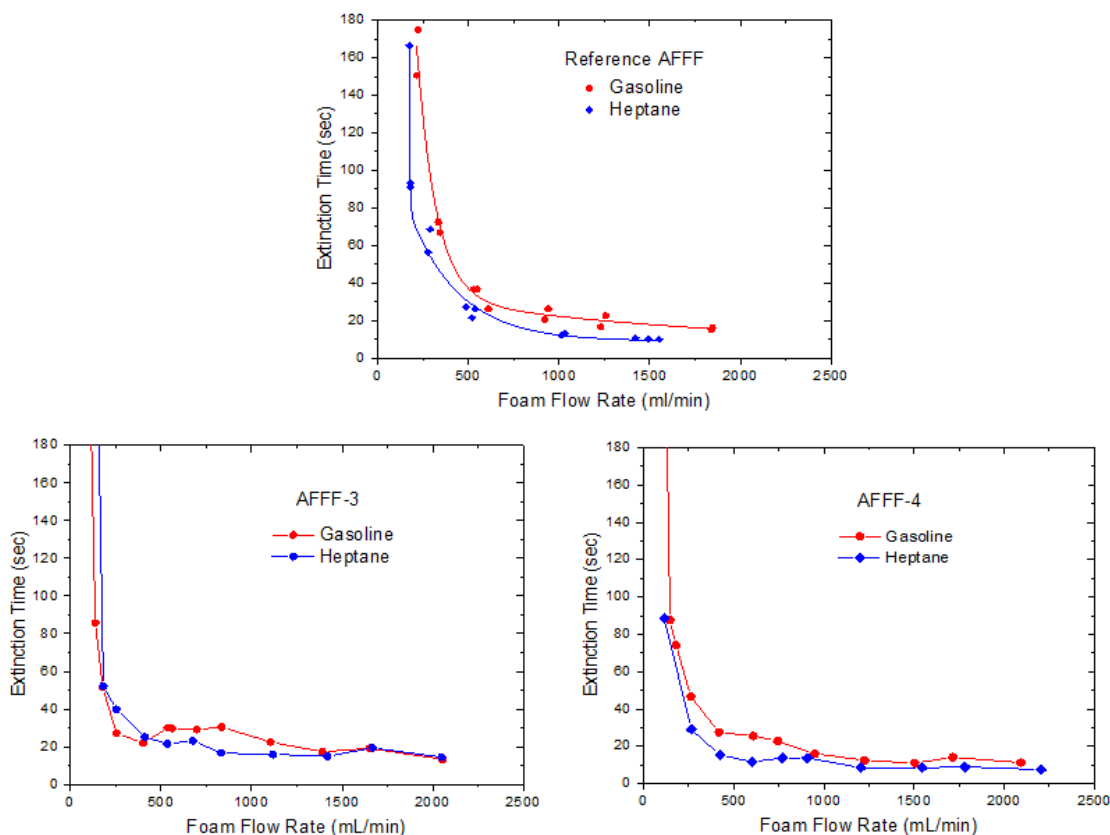 Extinction Time (sec)
180
160
140
120
100
80
60
40
20
0
Reference AFFF
Gasoline
Heptane
0 500 1000 1500 2000 2500
Foam Flow Rate (ml/min)
Extinction Time (sec)
180
160
140
120
100
80
60
40
20
0
AFFF-3
Gasoline
Heptane
0 500 1000 1500 2000 2500
Foam Flow Rate (mL/min)
Extinction Time (sec)
180
160
140
120
100
80
60
40
20
0
AFFF-4
Gasoline
Heptane
0 500 1000 1500 2000 2500
Foam Flow Rate (mL/min)